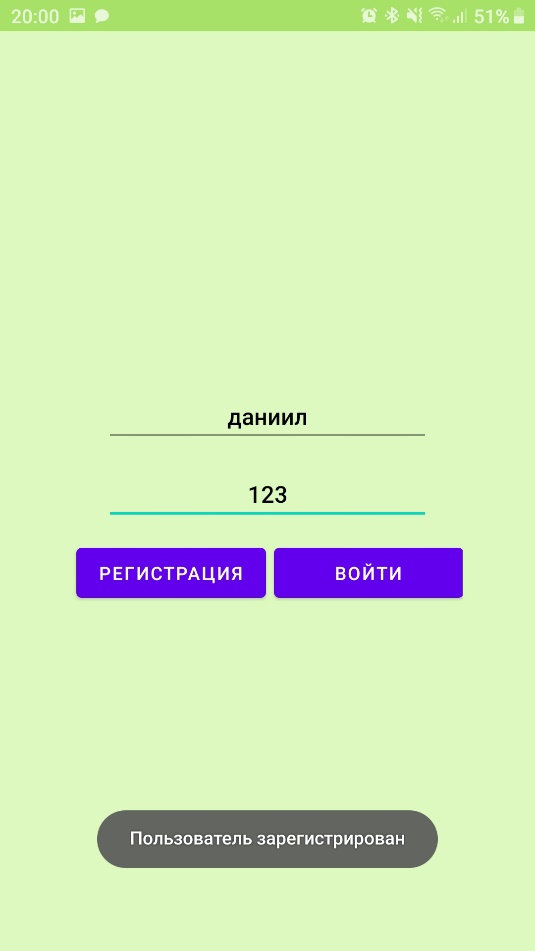 20:00
51%
даниил
123
РЕГИСТРАЦИЯ
ВОЙТИ
Пользователь зарегистрирован